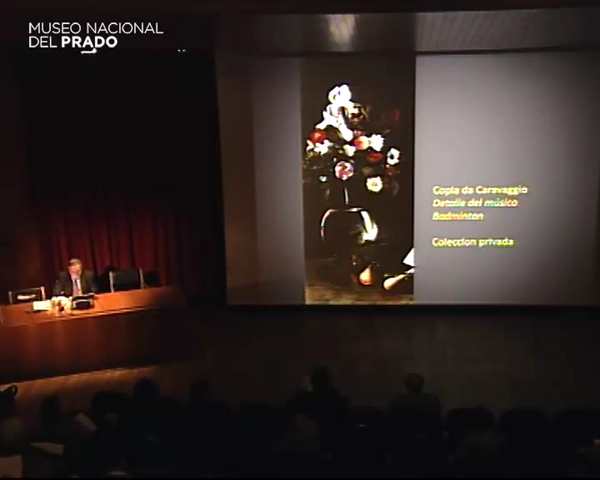 MUSEO NACIONAL
DEL PRADO
Copia da Caravaggio
Detalle del músico
Badminton
Coleccion privada